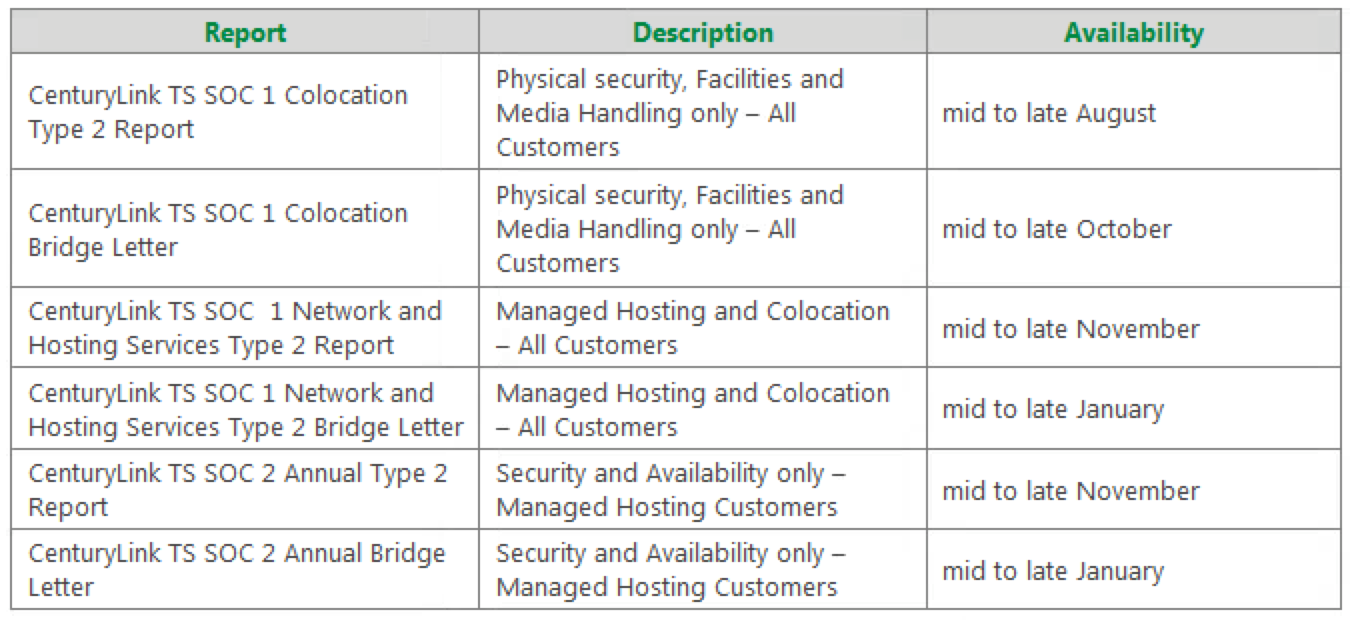 Report Description Availability
CenturyLink TS SOC 1 Colocation
Type 2 Report
Physical security, Facilities and
Media Handling only – All
Customers
mid to late August
CenturyLink TS SOC 1 Colocation
Bridge Letter
Physical security, Facilities and
Media Handling only – All
Customers
mid to late October
CenturyLink TS SOC  1 Network and
Hosting Services Type 2 Report
Managed Hosting and Colocation
– All Customers
mid to late November
CenturyLink TS SOC 1 Network and
Hosting Services Type 2 Bridge Letter
Managed Hosting and Colocation
– All Customers
mid to late January
CenturyLink TS SOC 2 Annual Type 2
Report
Security and Availability only –
Managed Hosting Customers
mid to late November
CenturyLink TS SOC 2 Annual Bridge
Letter
Security and Availability only –
Managed Hosting Customers
mid to late January